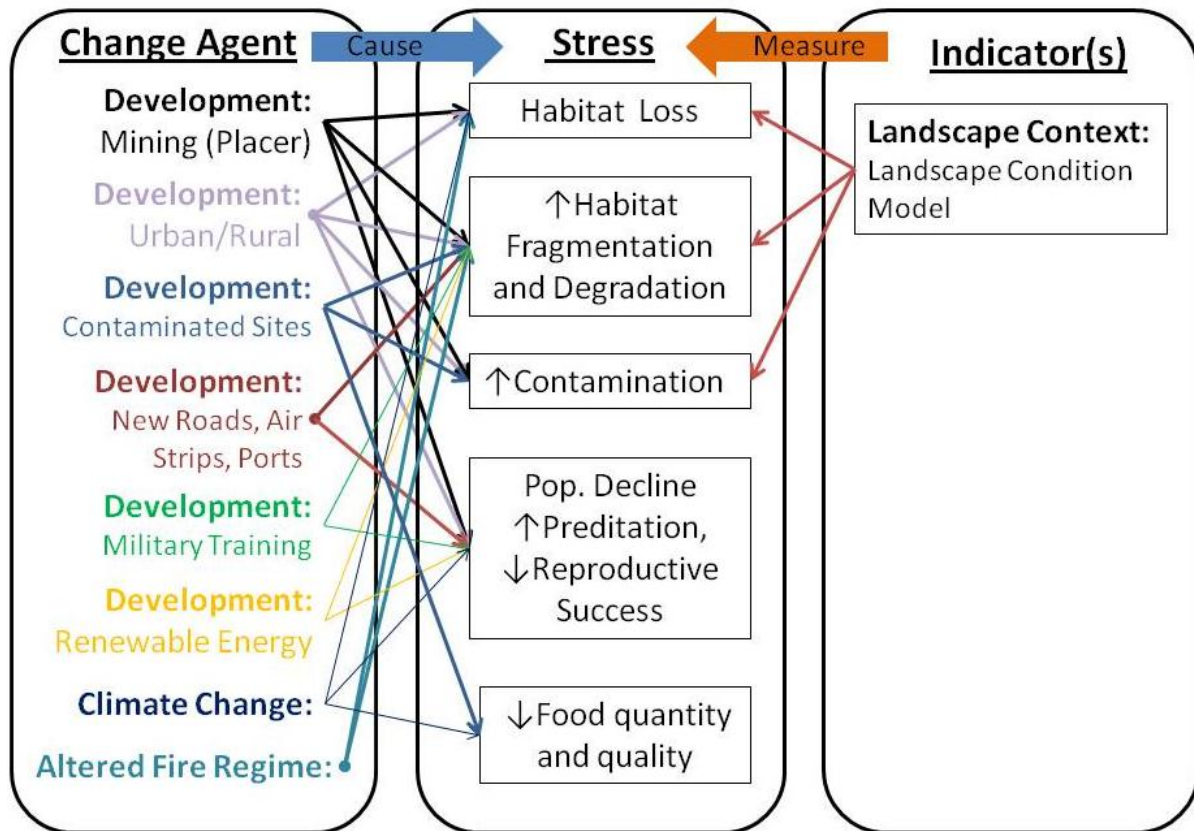 Change Agent
Cause
Stress
Measure
Indicator(s)
Development:
Mining (Placer)
Development:
Urban/Rural
Development:
Contaminated Sites
Development:
New Roads, Air
Strips, Ports
Development:
Military Training
Development:
Renewable Energy
Climate Change:
Altered Fire Regime:
Habitat Loss
↑Habitat
Fragmentation
and Degradation
↑Contamination
Pop. Decline
↑Preditation,
↓Reproductive
Success
↓Food quantity
and quality
Landscape Context:
Landscape Condition
Model